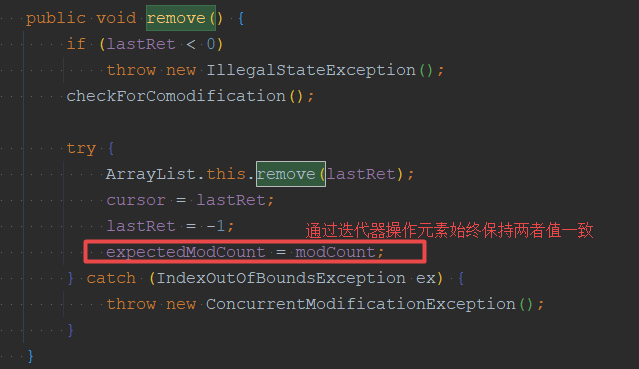 public void remove() {
if (lastRet < 0)
throw new IllegalStateException();
checkForComodification();
try {
ArrayList.this.remove(lastRet);
cursor = lastRet;
lastRet = -1;
通过迭代器操作元素始终保持两者值一致
expectedModCount = modCount;
} catch (IndexOutOfBoundsException ex) {
throw new ConcurrentModificationException();
}
}